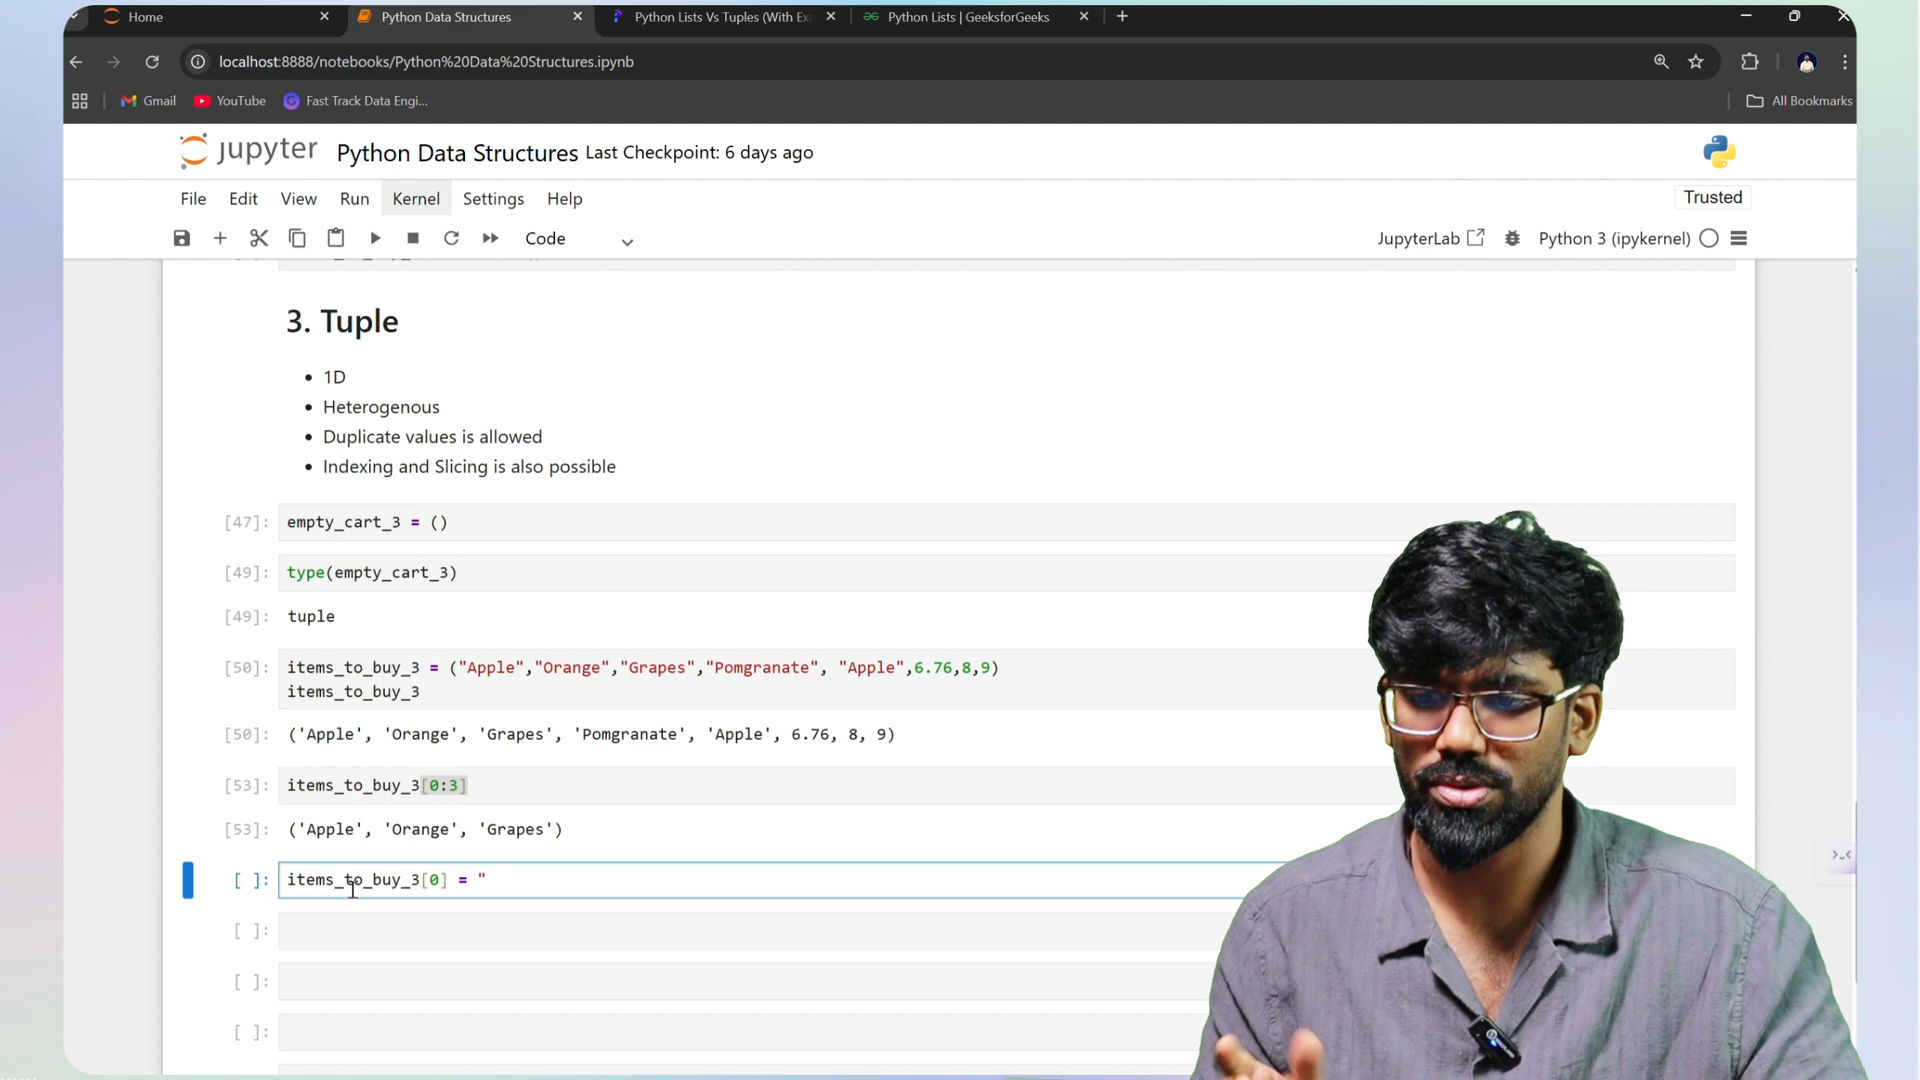 Home
Python Data Structures
Python Lists Vs Tuples (With Exa
Python Lists | GeeksforGeeks
localhost:8888/notebooks/Python%20Data%20Structures.ipynb
Gmail
YouTube
Fast Track Data Engi...
All Bookmarks
jupyter
Python Data Structures Last Checkpoint: 6 days ago
File Edit View Run Kernel Settings Help
Trusted
Code
JupyterLab
Python 3 (ipykernel)
3. Tuple
• 1D
• Heterogenous
• Duplicate values is allowed
• Indexing and Slicing is also possible
[47]: empty_cart_3 = ()
[49]: type(empty_cart_3)
[49]: tuple
[50]: items_to_buy_3 = ("Apple","Orange","Grapes","Pomgranate", "Apple",6.76,8,9)
items_to_buy_3
[50]: ('Apple', 'Orange', 'Grapes', 'Pomgranate', 'Apple', 6.76, 8, 9)
[53]: items_to_buy_3[0:3]
[53]: ('Apple', 'Orange', 'Grapes')
[ ]: items_to_buy_3[0] = "
[ ]:
[ ]:
[ ]: